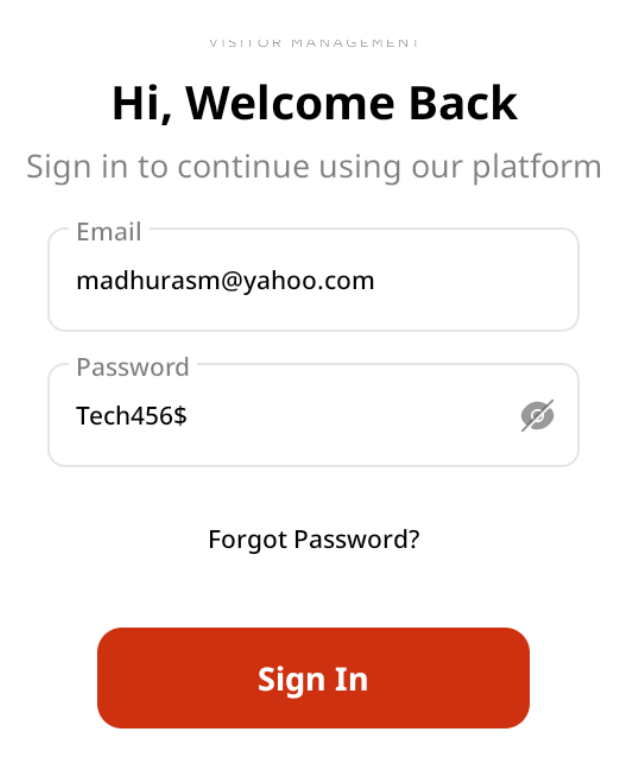 VISITOR MANAGEMENT
Hi, Welcome Back
Sign in to continue using our platform
Email
madhurasm@yahoo.com
Password
Tech456$
Forgot Password?
Sign In